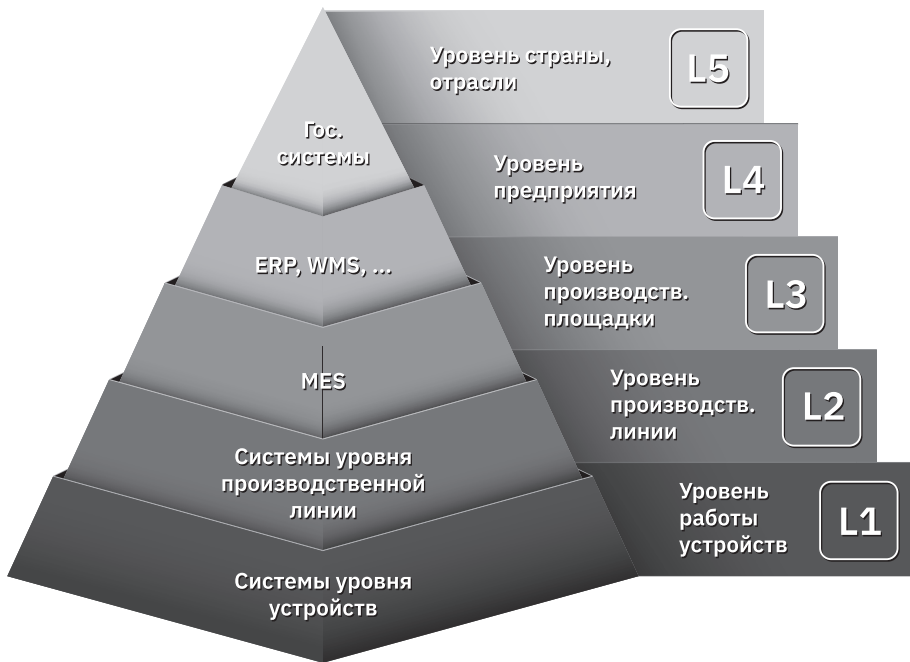 Уровень страны,
отрасли
L5
Гос.
системы
Уровень
предприятия
L4
ERP, WMS, ...
Уровень
производств.
площадки
L3
MES
Уровень
производств.
линии
L2
Системы уровня
производственной
линии
Уровень
работы
устройств
L1
Системы уровня
устройств